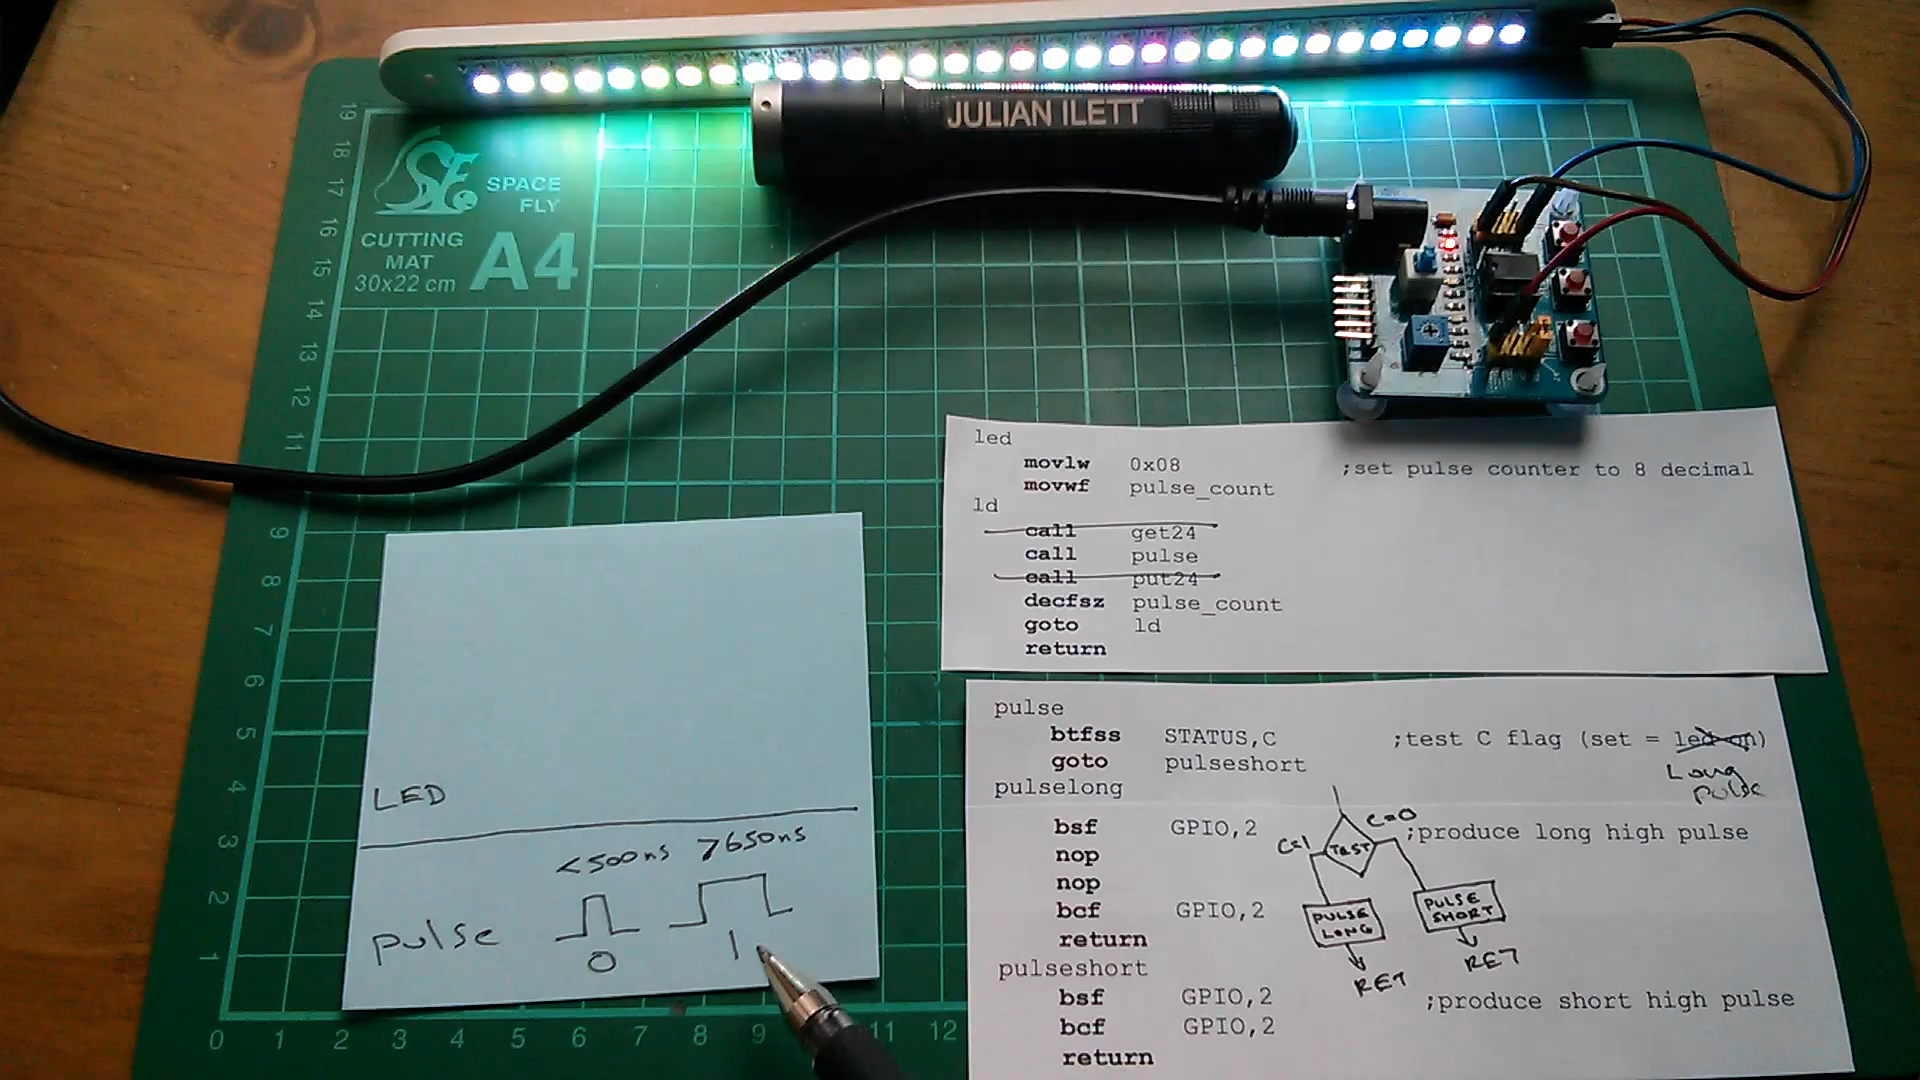 JULIAN ILETT
SPACE
FLY
CUTTING
MAT
30x22 cm
A4
19
18
17
16
15
14
13
12
11
9
8
7
6
5
4
3
2
1
0 1 2 3 4 5 6 7 8 9 11 12
led
movlw 0x08 ;set pulse counter to 8 decimal
movwf pulse_count
ld
call get24
call pulse
call put24
decfsz pulse_count
goto ld
return
pulse
btfss STATUS,C ;test C flag (set = led on)
Long
pulse
goto pulseshort
pulselong
bsf GPIO,2 ;produce long high pulse
nop
nop
bcf GPIO,2
return
pulseshort
bsf GPIO,2 ;produce short high pulse
bcf GPIO,2
return
C=0
C=1
TEST
PULSE
LONG
PULSE
SHORT
RET
RET
LED
<500ns >650ns
pulse
0 1